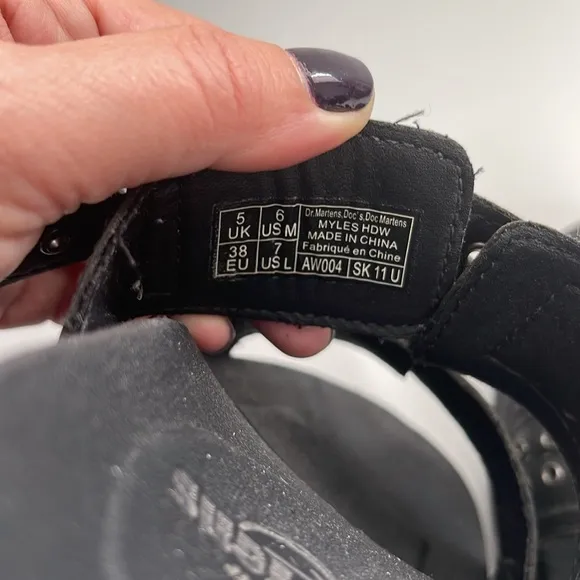 5 UK
6 US M
38 EU
7 US L
Dr.Martens,Doc's,Doc Martens
MYLES HDW
MADE IN CHINA
Fabriqué en Chine
AW004
SK 11 U